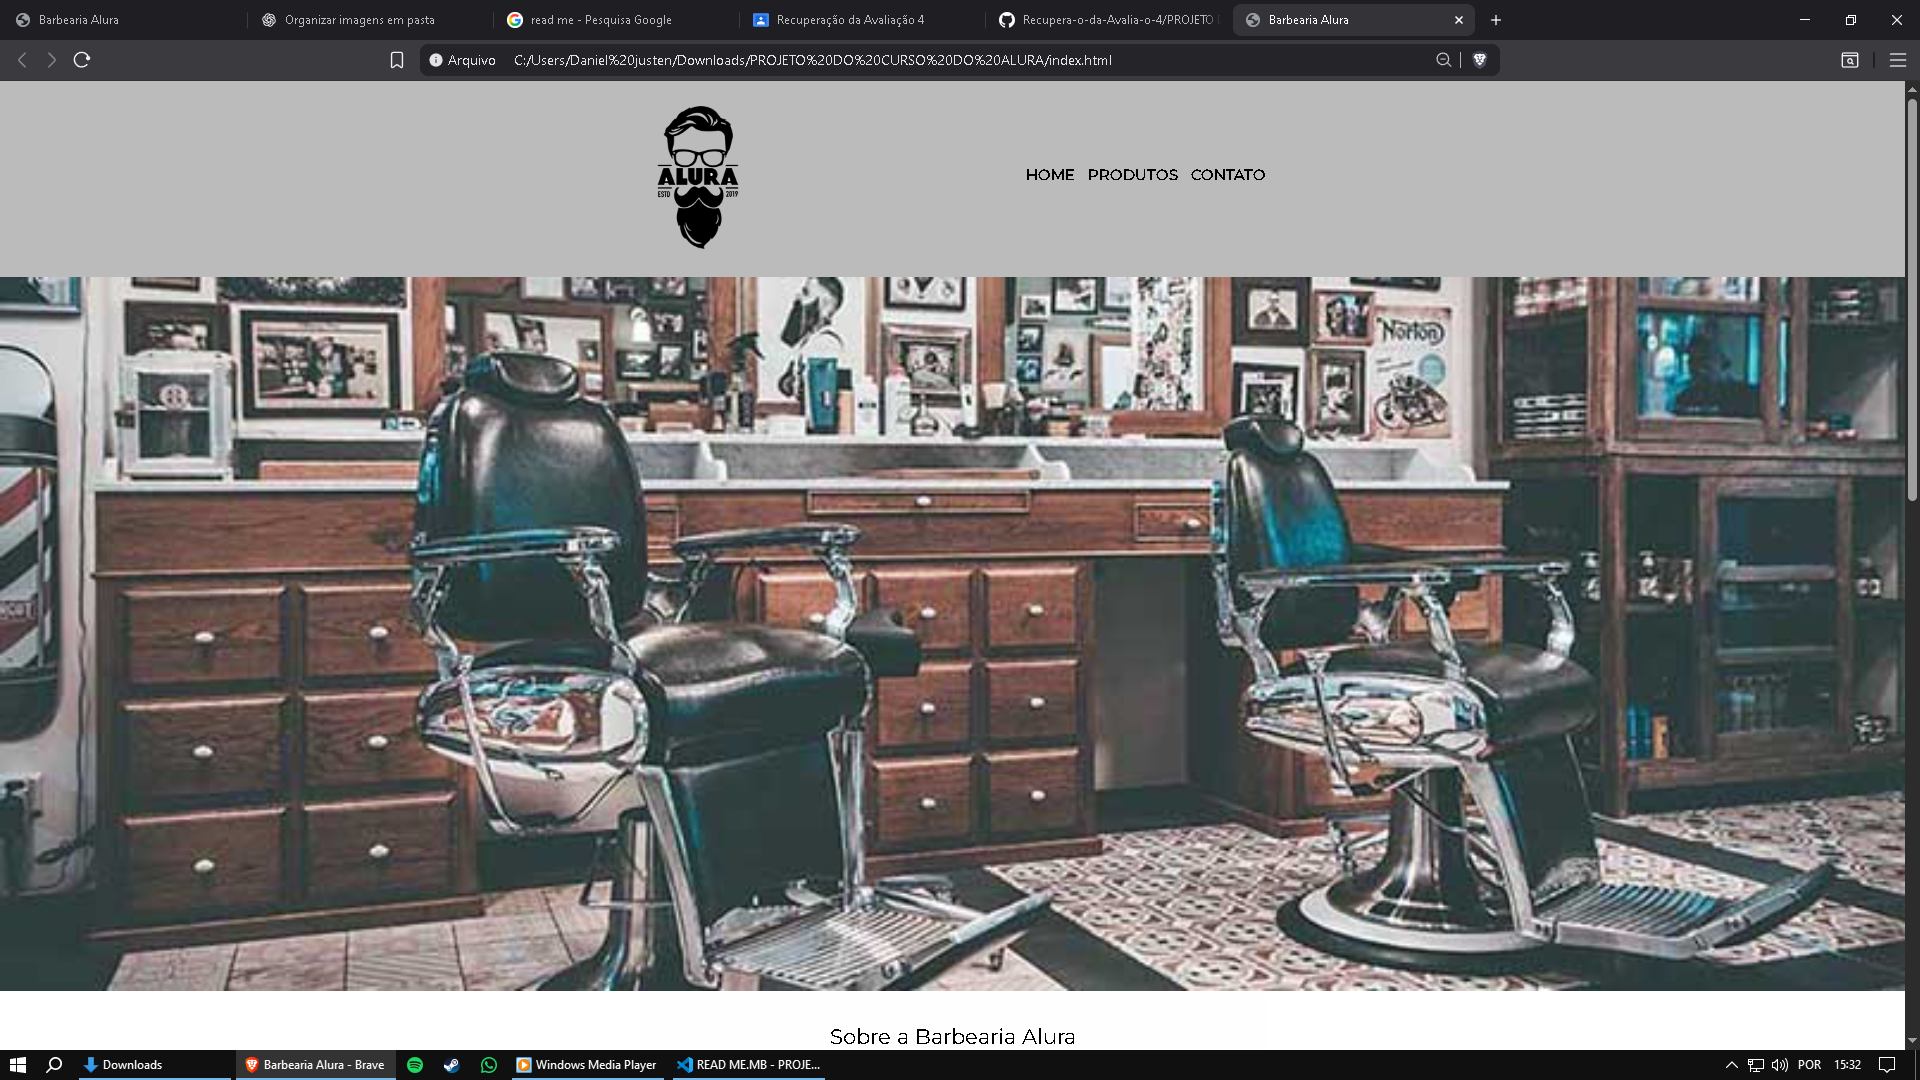 Barbearia Alura
Organizar imagens em pasta
read me - Pesquisa Google
Recuperação da Avaliação 4
Recupera-o-da-Avalia-o-4/PROJETO
Barbearia Alura
Arquivo
C:/Users/Daniel%20justen/Downloads/PROJETO%20DO%20CURSO%20DO%20ALURA/index.html
ALURA
ESTD 2019
HOME PRODUTOS CONTATO
Norton
Sobre a Barbearia Alura
Downloads
Barbearia Alura - Brave
Windows Media Player
READ ME.MB - PROJE...
POR
15:32